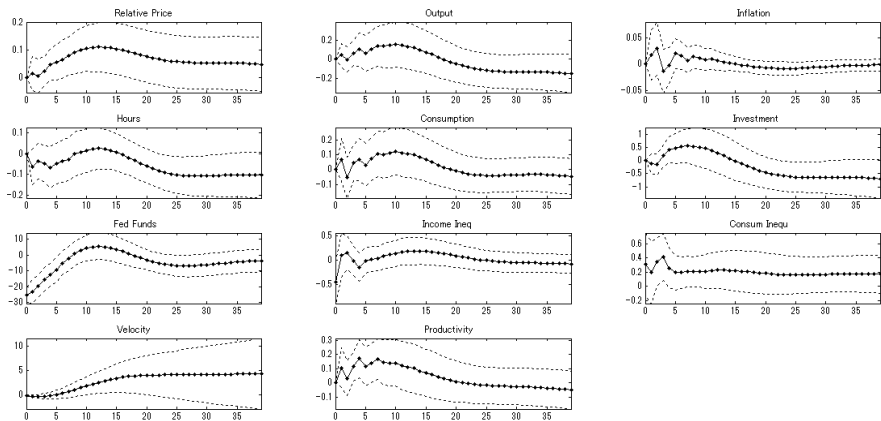 Relative Price Output Inflation
0.2 0.2 0.05
0.1 0 0
0 -0.2 -0.05
0 5 10 15 20 25 30 35 0 5 10 15 20 25 30 35 0 5 10 15 20 25 30 35
Hours Consumption Investment
0.1 0.2 1
0 0.1 0.5
-0.1 0 0
-0.2 -0.1 -0.5
-1
0 5 10 15 20 25 30 35 0 5 10 15 20 25 30 35 0 5 10 15 20 25 30 35
Fed Funds Income Ineq Consum Inequ
10 0.5 0.6
0 0 0.4
-10 -0.5 0.2
-20 0
-30 -0.2
0 5 10 15 20 25 30 35 0 5 10 15 20 25 30 35 0 5 10 15 20 25 30 35
Velocity Productivity
10 0.3
5 0.2
0 0.1
0
-0.1
0 5 10 15 20 25 30 35 0 5 10 15 20 25 30 35